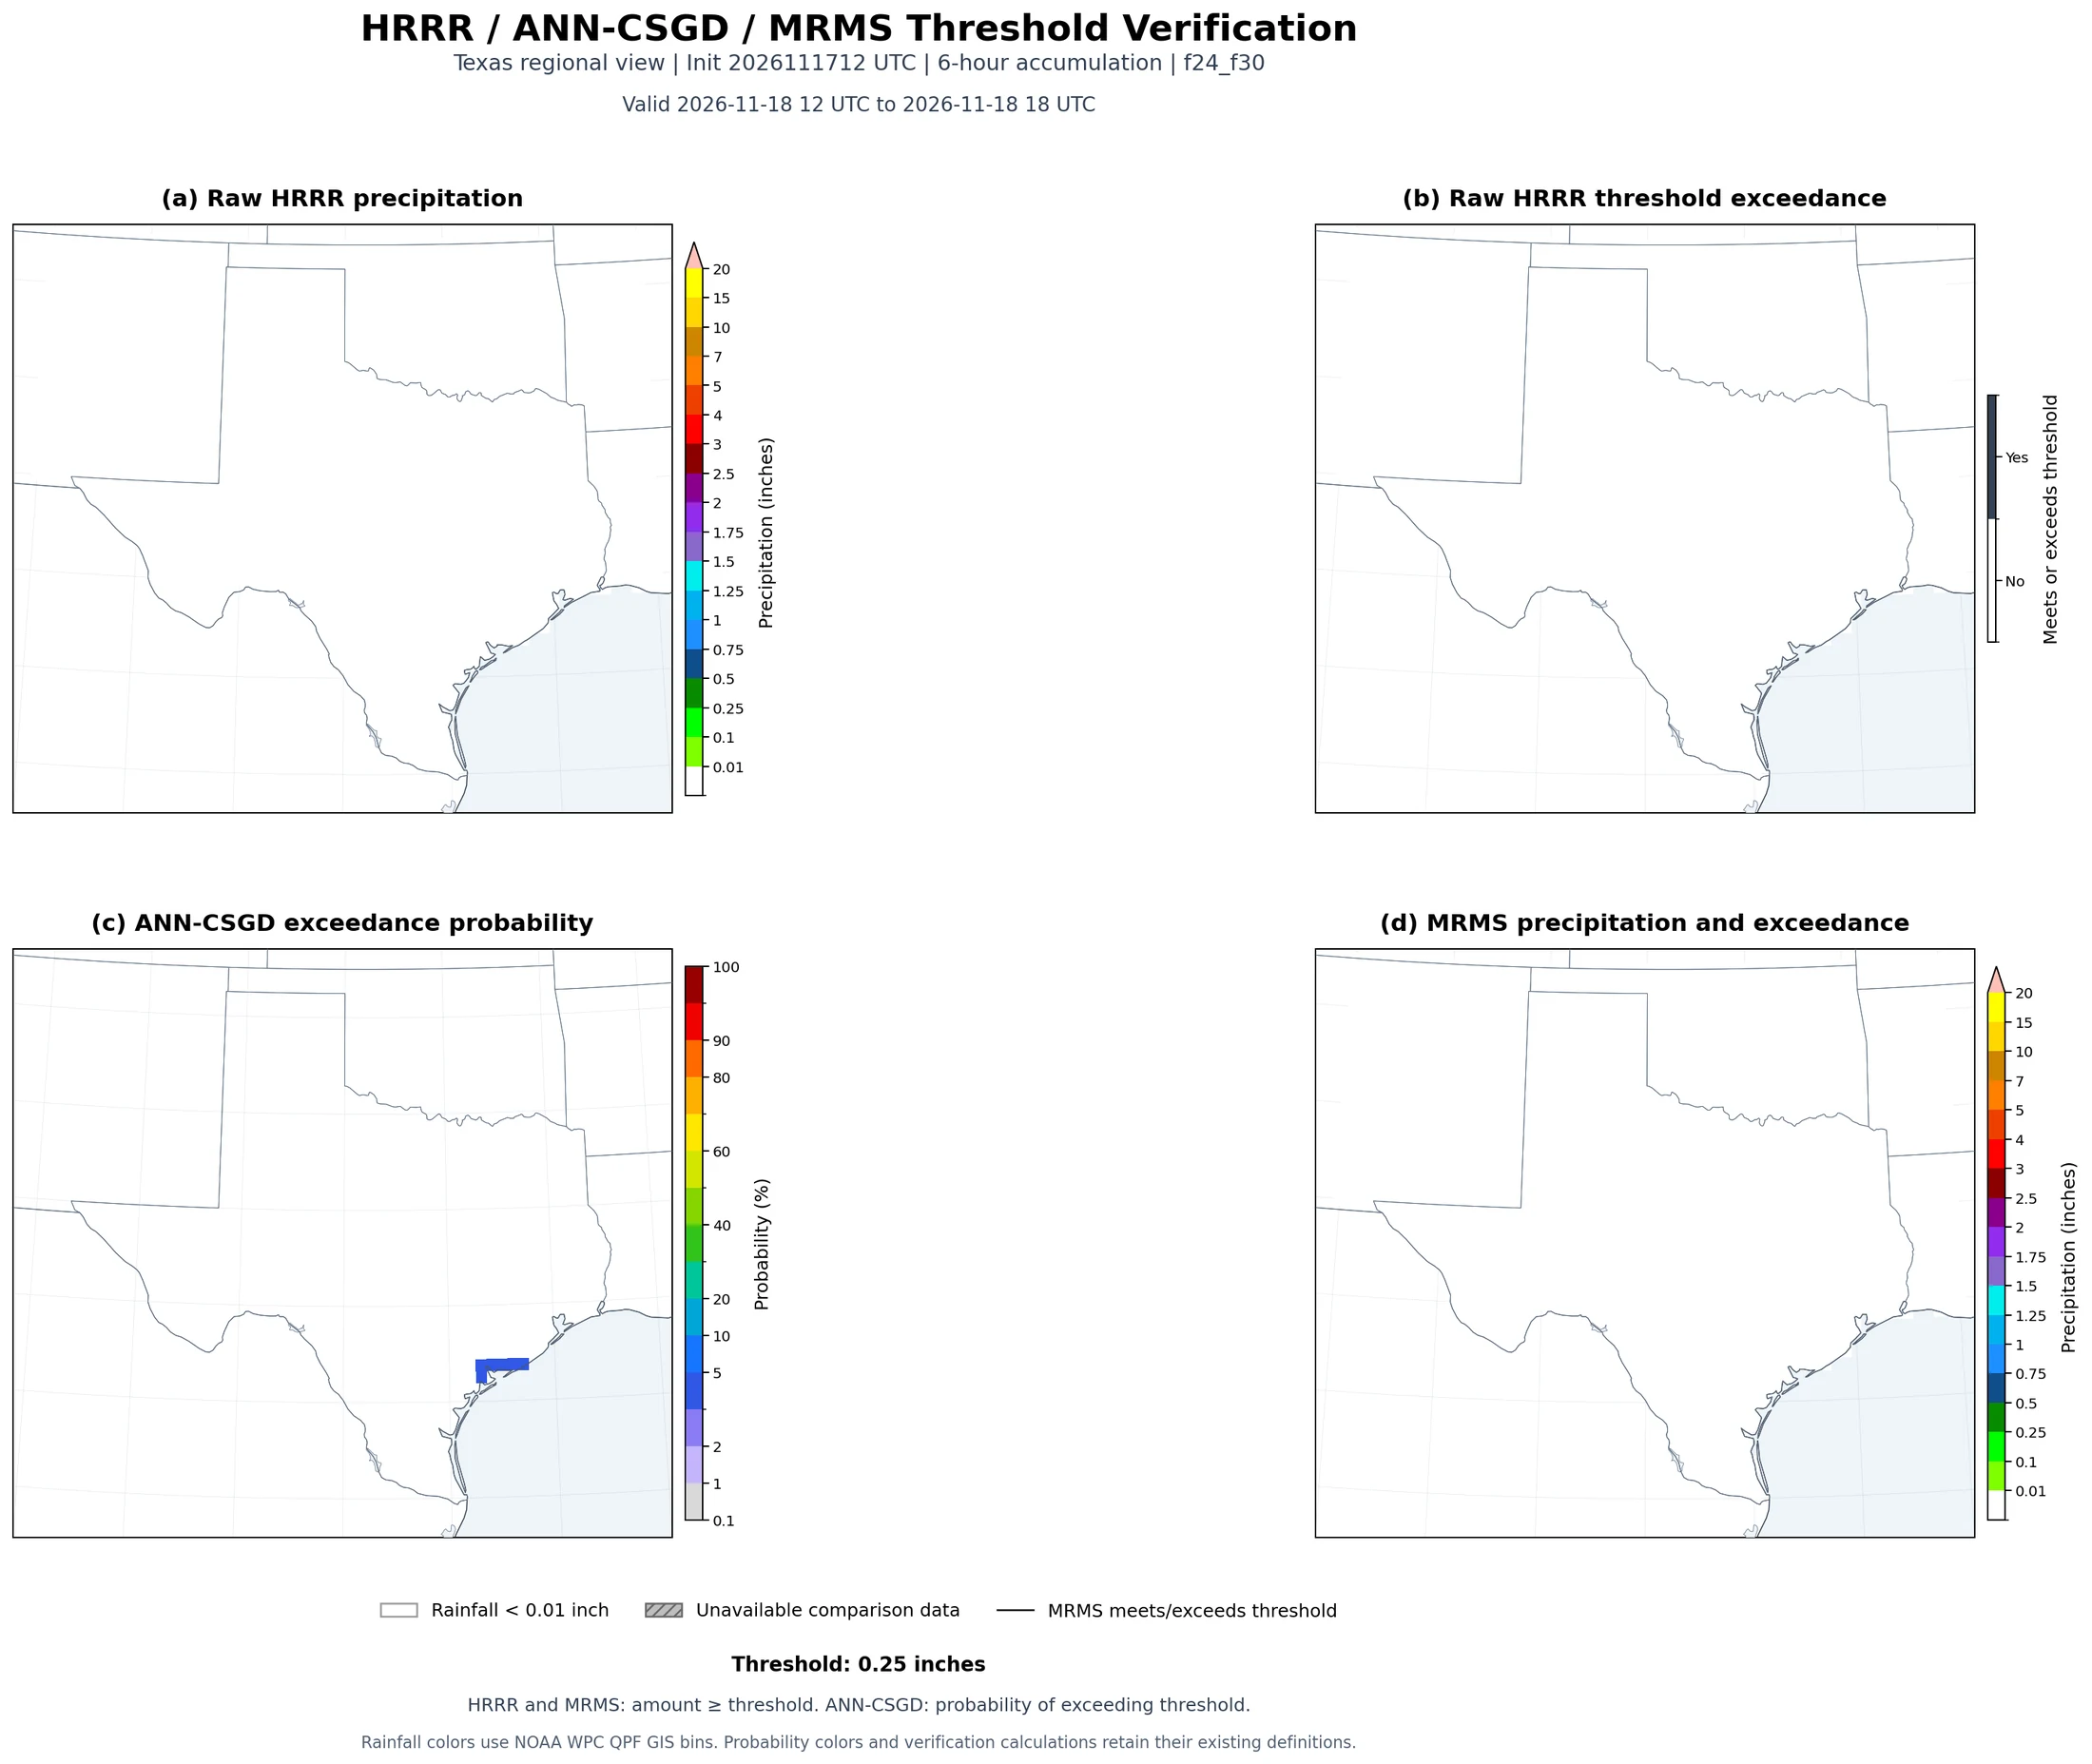 HRRR / ANN-CSGD / MRMS Threshold Verification
Texas regional view | Init 2026111712 UTC | 6-hour accumulation | f24_f30
Valid 2026-11-18 12 UTC to 2026-11-18 18 UTC
(a) Raw HRRR precipitation
20
15
10
7
5
4
3
2.5
2
1.75
1.5
1.25
1
0.75
0.5
0.25
0.1
0.01
Precipitation (inches)
(b) Raw HRRR threshold exceedance
Yes
No
Meets or exceeds threshold
(c) ANN-CSGD exceedance probability
100
90
80
60
40
20
10
5
2
1
0.1
Probability (%)
(d) MRMS precipitation and exceedance
20
15
10
7
5
4
3
2.5
2
1.75
1.5
1.25
1
0.75
0.5
0.25
0.1
0.01
Precipitation (inches)
Rainfall < 0.01 inch
Unavailable comparison data
MRMS meets/exceeds threshold
Threshold: 0.25 inches
HRRR and MRMS: amount ≥ threshold. ANN-CSGD: probability of exceeding threshold.
Rainfall colors use NOAA WPC QPF GIS bins. Probability colors and verification calculations retain their existing definitions.